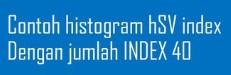 Contoh histogram hSV index
Dengan jumlah INDEX 40